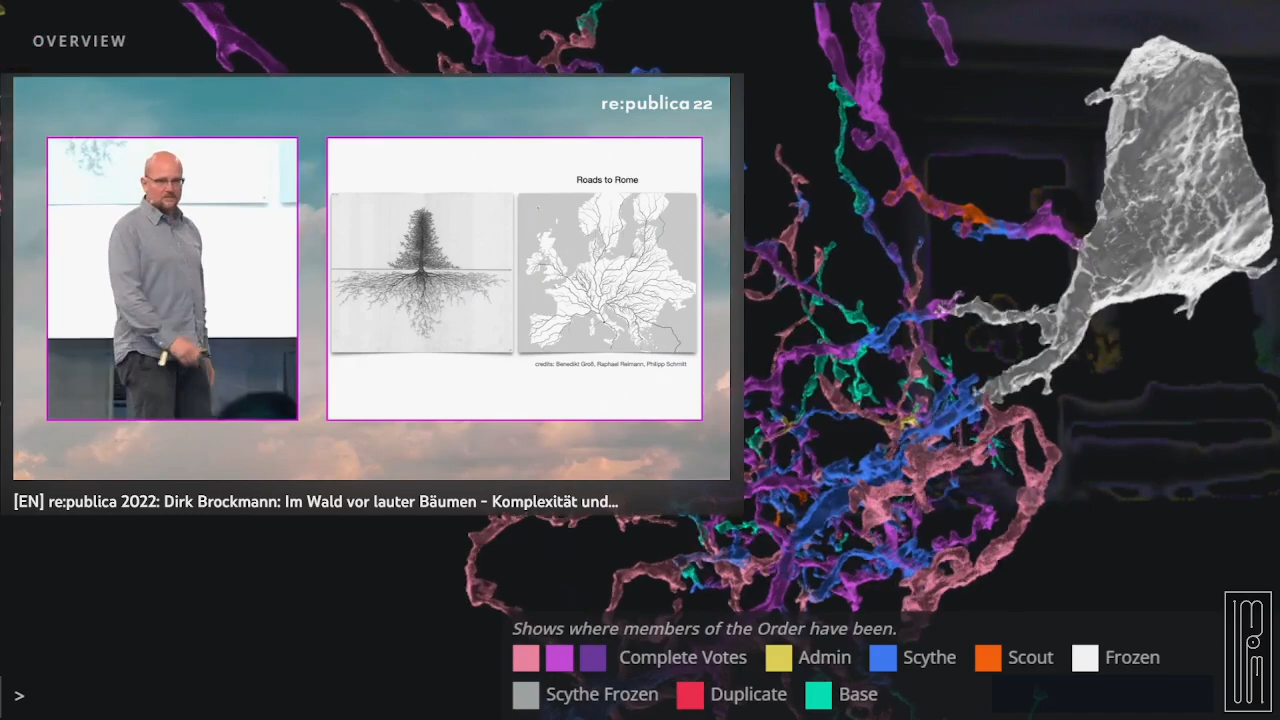 OVERVIEW
re:publica 22
Roads to Rome
credits: Benedikt Groß, Raphael Reimann, Philipp Schmitt
[EN] re:publica 2022: Dirk Brockmann: Im Wald vor lauter Bäumen - Komplexität und...
Shows where members of the Order have been.
Complete Votes Admin Scythe Scout Frozen
Scythe Frozen Duplicate Base
>